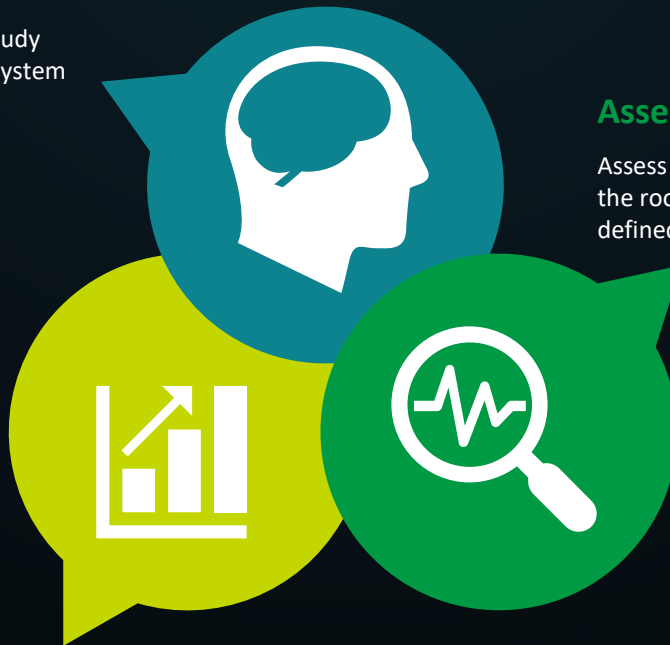 udy
ystem
Asse
Assess
the roo
defined